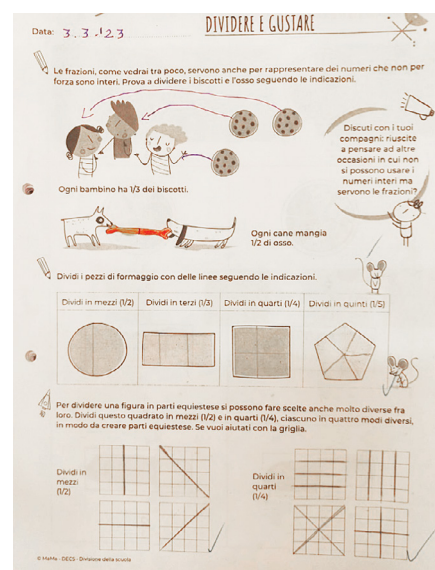 DIVIDERE E GUSTARE
Data: 3.3.'23
Le frazioni, come vedrai tra poco, servono anche per rappresentare dei numeri che non per
forza sono interi. Prova a dividere i biscotti e l'osso seguendo le indicazioni.
Discuti con i tuoi
compagni: riuscite
a pensare ad altre
occasioni in cui non
si possono usare i
numeri interi ma
servono le frazioni?
Ogni bambino ha 1/3 dei biscotti.
Ogni cane mangia
1/2 di osso.
Dividi i pezzi di formaggio con delle linee seguendo le indicazioni.
Dividi in mezzi (1/2) Dividi in terzi (1/3) Dividi in quarti (1/4) Dividi in quinti (1/5)
Per dividere una figura in parti equiestese si possono fare scelte anche molto diverse fra
loro. Dividi questo quadrato in mezzi (1/2) e in quarti (1/4), ciascuno in quattro modi diversi,
in modo da creare parti equiestese. Se vuoi aiutati con la griglia.
Dividi in
mezzi
(1/2)
Dividi in
quarti
(1/4)
© MaMa - DECS - Divisione della scuola